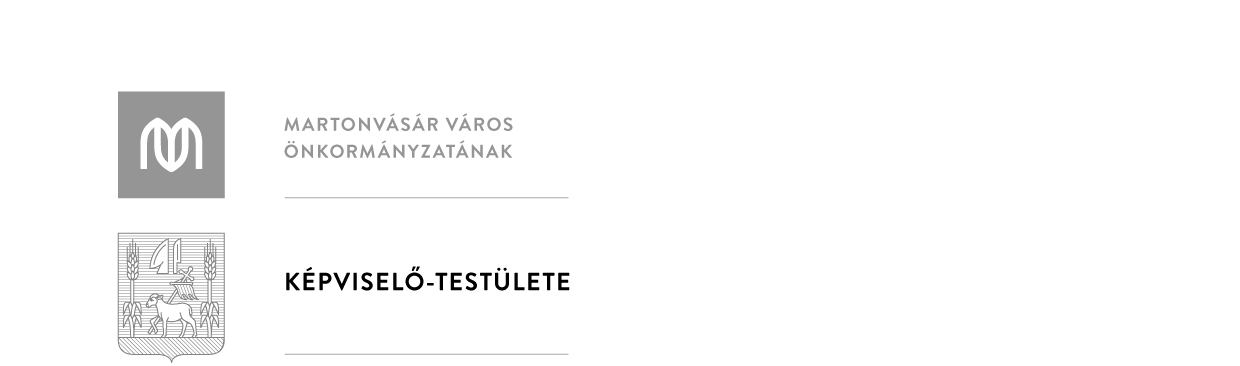 MARTONVÁSÁR VÁROS
ÖNKORMÁNYZATÁNAK
KÉPVISELŐ-TESTÜLETE